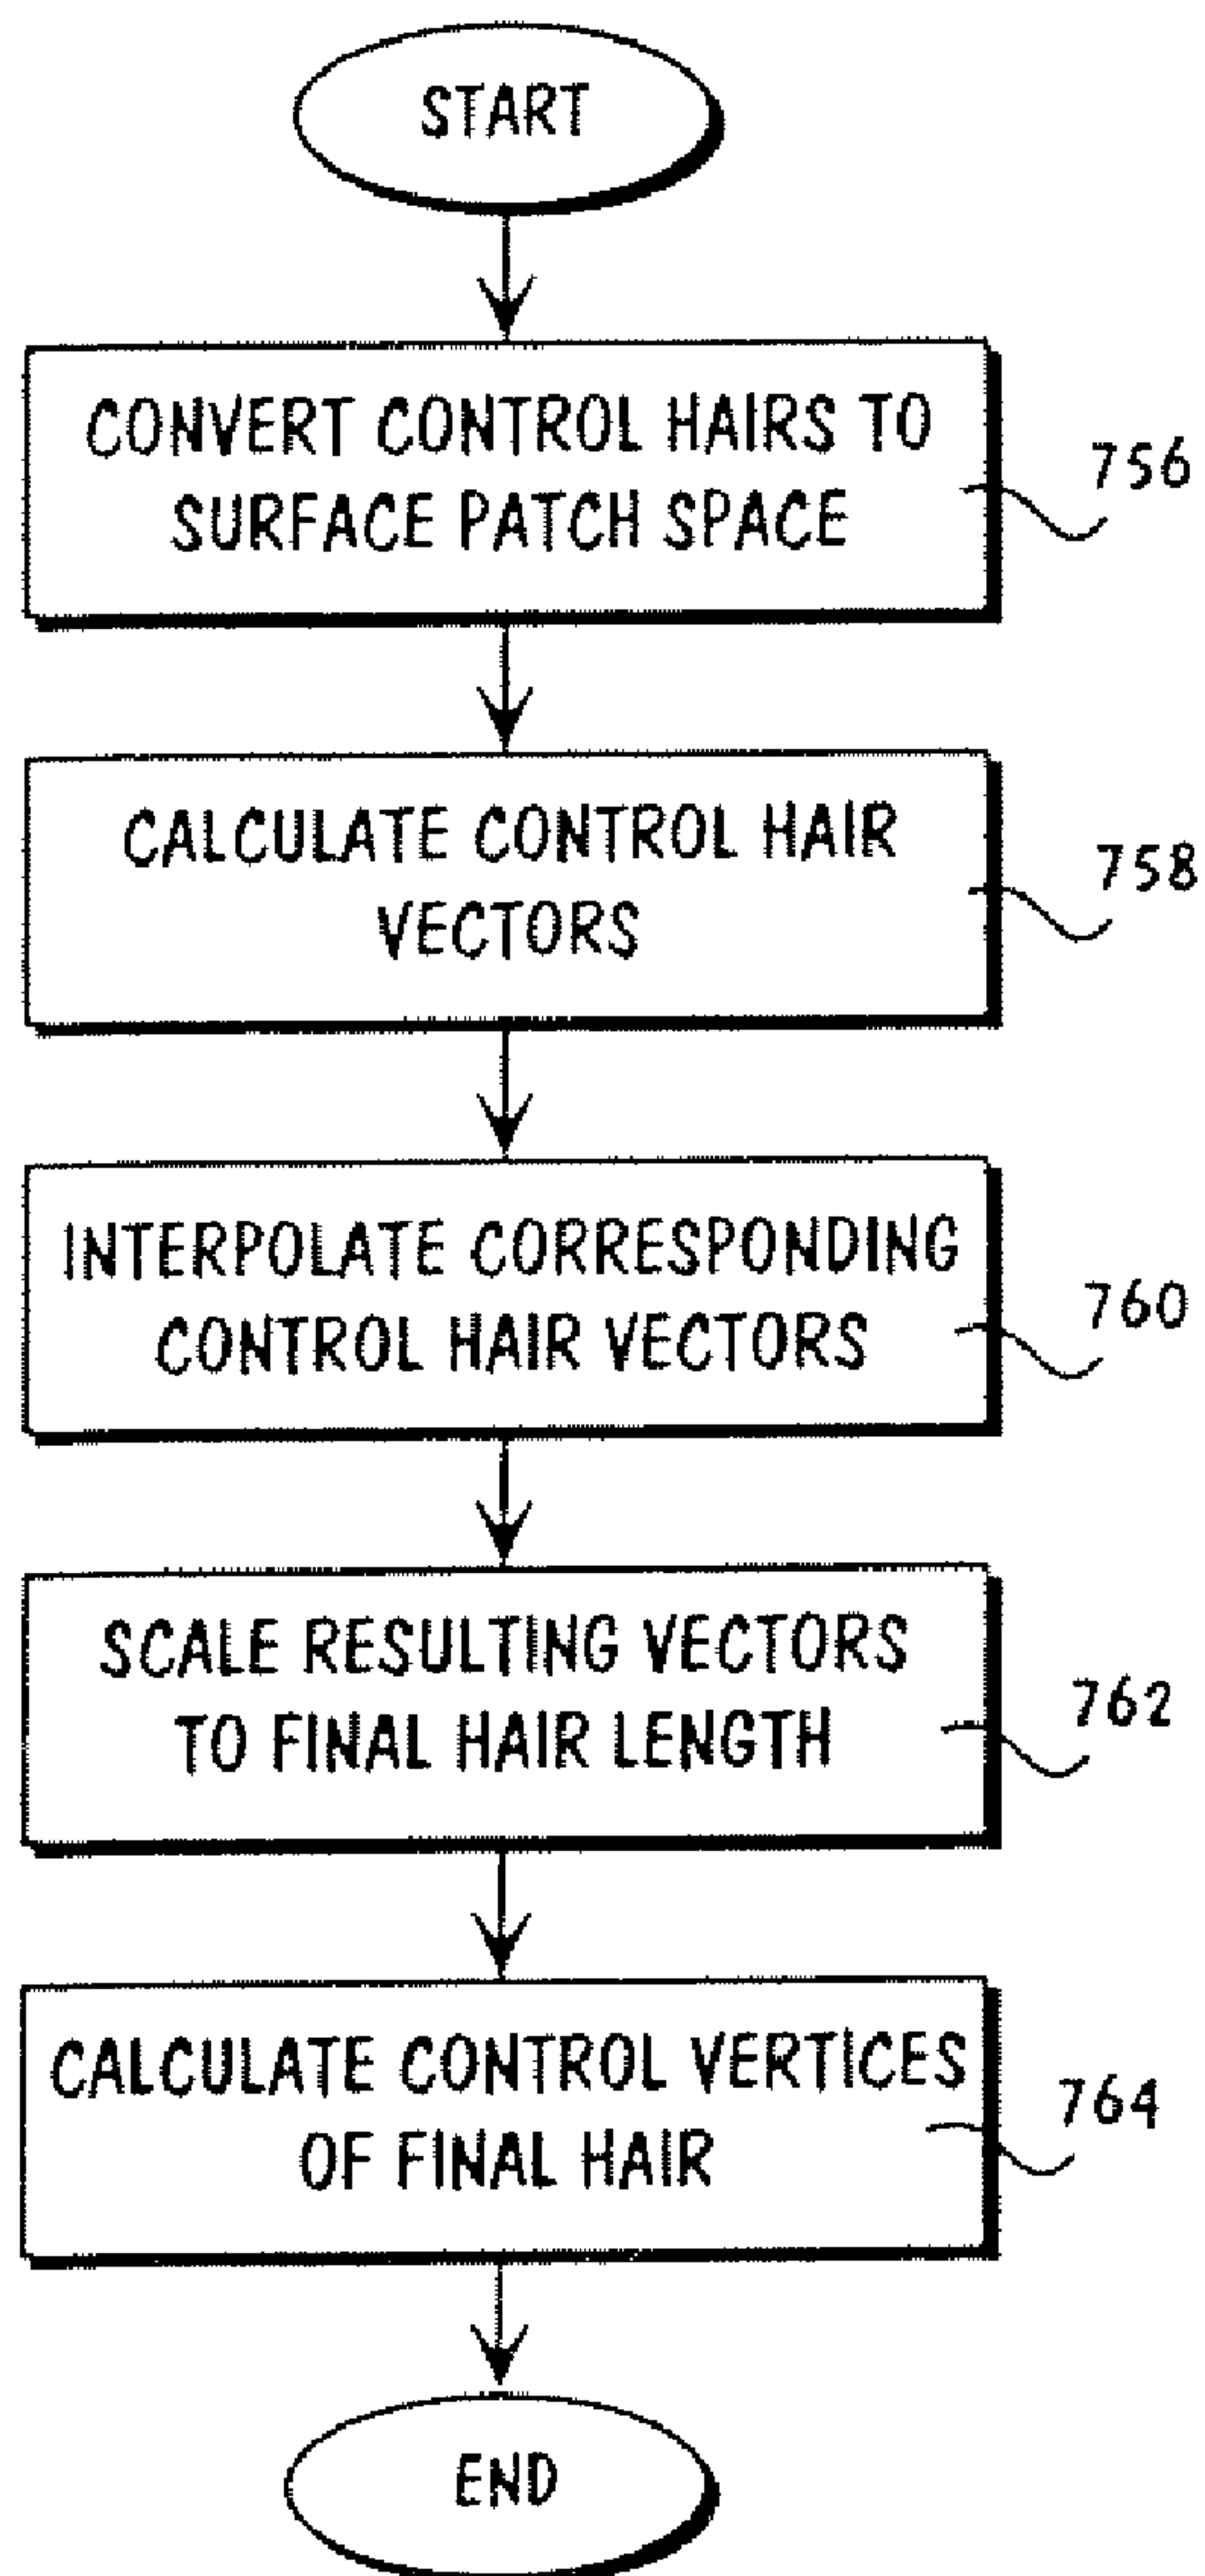 START
CONVERT CONTROL HAIRS TO
SURFACE PATCH SPACE
756
CALCULATE CONTROL HAIR
VECTORS
758
INTERPOLATE CORRESPONDING
CONTROL HAIR VECTORS
760
SCALE RESULTING VECTORS
TO FINAL HAIR LENGTH
762
CALCULATE CONTROL VERTICES
OF FINAL HAIR
764
END